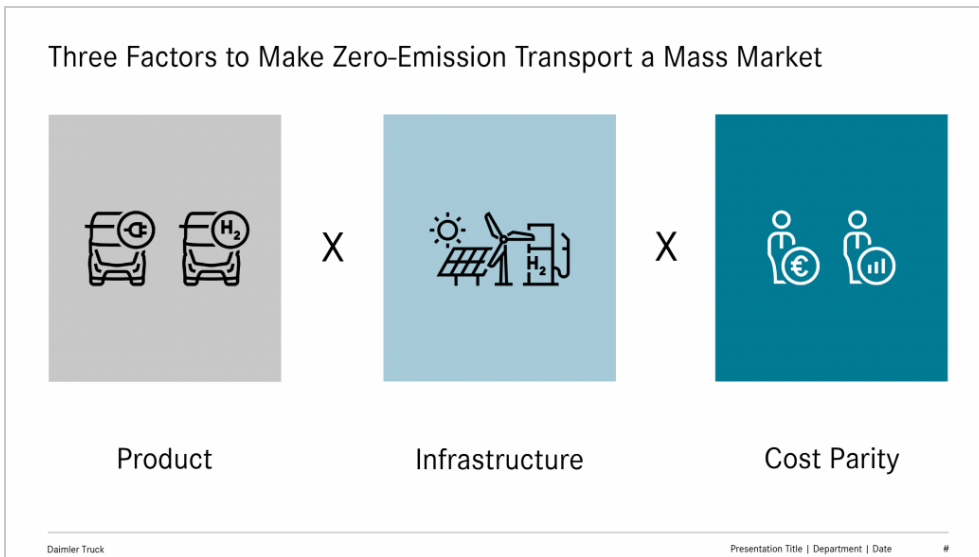 Three Factors to Make Zero-Emission Transport a Mass Market
H2
X
H2
X
€
Product
Infrastructure
Cost Parity
Daimler Truck
Presentation Title | Department | Date
#